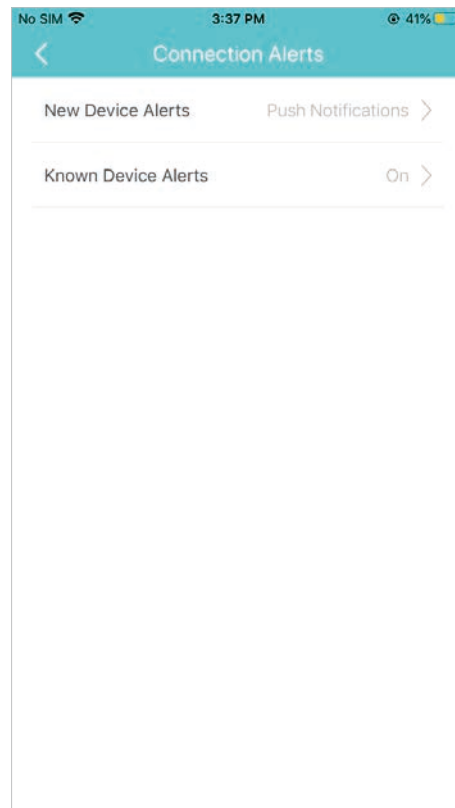 No SIM 3:37 PM 41%
Connection Alerts
New Device Alerts Push Notifications
Known Device Alerts On